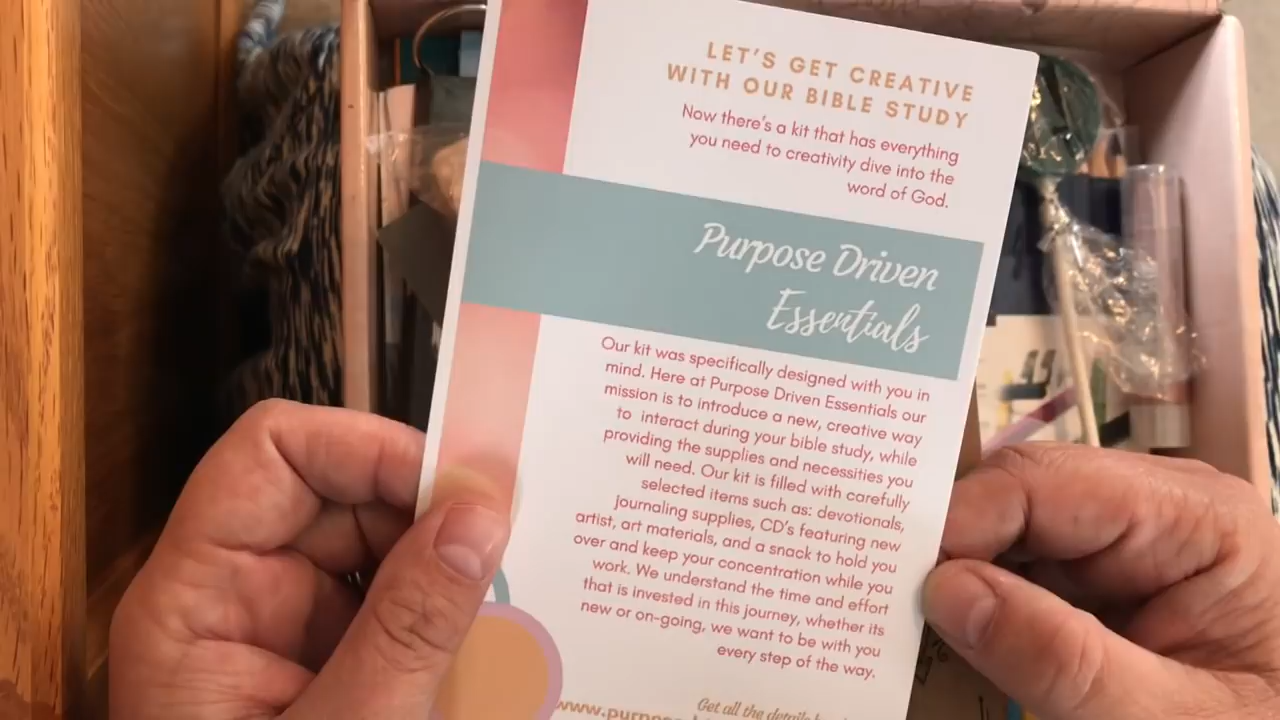 LET'S GET CREATIVE
WITH OUR BIBLE STUDY
Now there's a kit that has everything
you need to creativity dive into the
word of God.
Purpose Driven
Essentials
Our kit was specifically designed with you in
mind. Here at Purpose Driven Essentials our
mission is to introduce a new, creative way
to interact during your bible study, while
providing the supplies and necessities you
will need. Our kit is filled with carefully
selected items such as: devotionals,
journaling supplies, CD's featuring new
artist, art materials, and a snack to hold you
over and keep your concentration while you
work. We understand the time and effort
that is invested in this journey, whether its
new or on-going, we want to be with you
every step of the way.
Get all the details